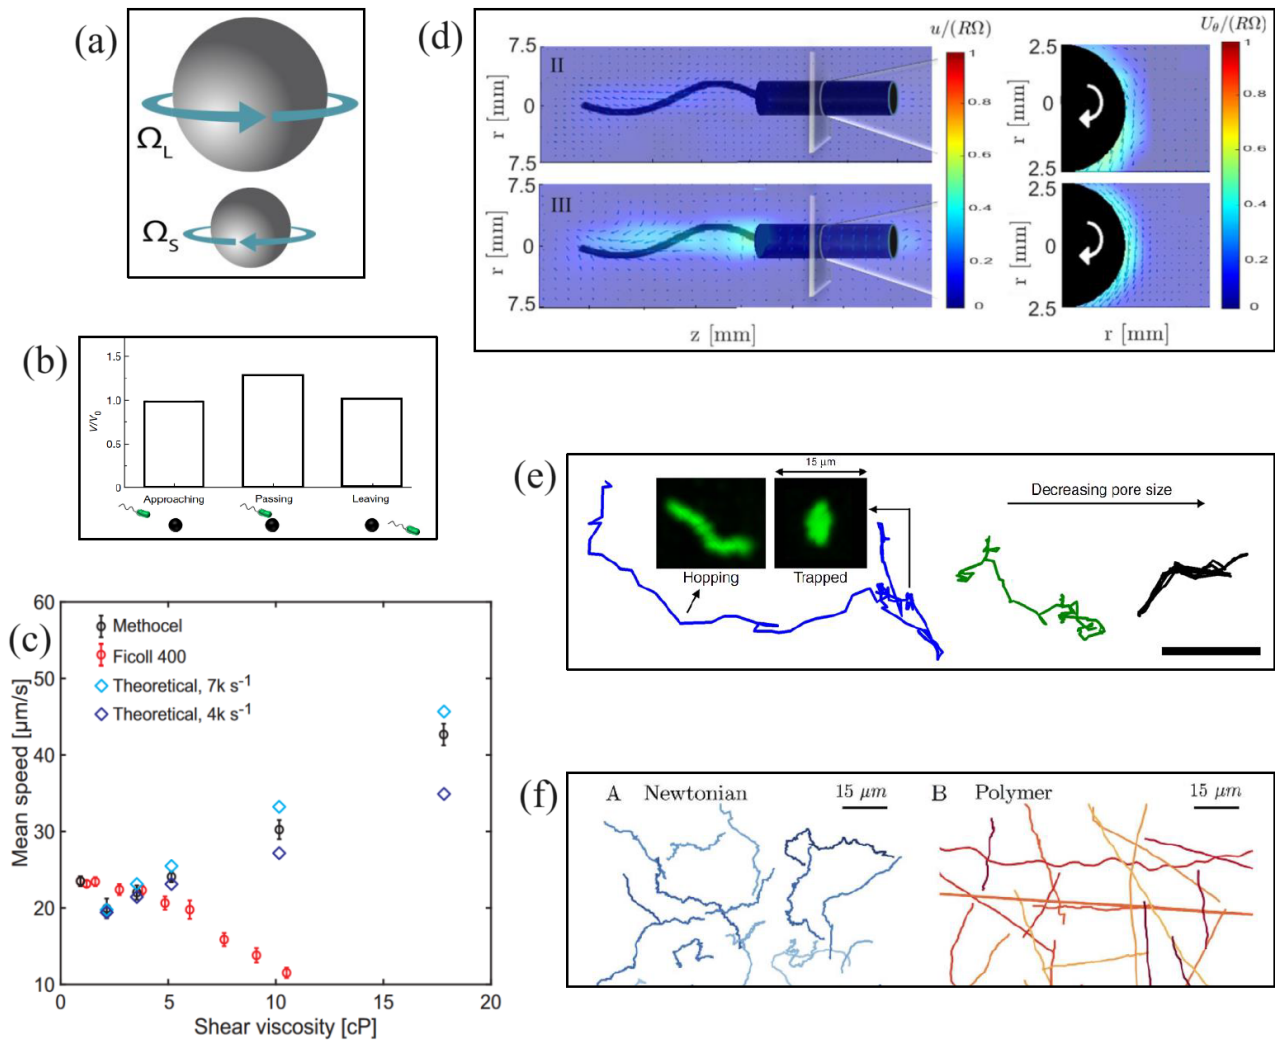 (a)
Ω_L
Ω_S
(b)
1.5
1.0
0.5
0
V/V_0
Approaching Passing Leaving
(c)
60
50
40
30
20
10
Mean speed [µm/s]
Methocel
Ficoll 400
Theoretical, 7k s⁻¹
Theoretical, 4k s⁻¹
0 5 10 15 20
Shear viscosity [cP]
(d)
u/(RΩ)
U_θ/(RΩ)
7.5
II
r [mm]
0
7.5
7.5
III
r [mm]
0
7.5
z [mm]
1
0.8
0.6
0.4
0.2
0
2.5
r [mm]
0
2.5
2.5
r [mm]
0
2.5
r [mm]
1
0.8
0.6
0.4
0.2
0
(e)
15 µm
Hopping
Trapped
Decreasing pore size
(f)
A Newtonian 15 µm
B Polymer 15 µm